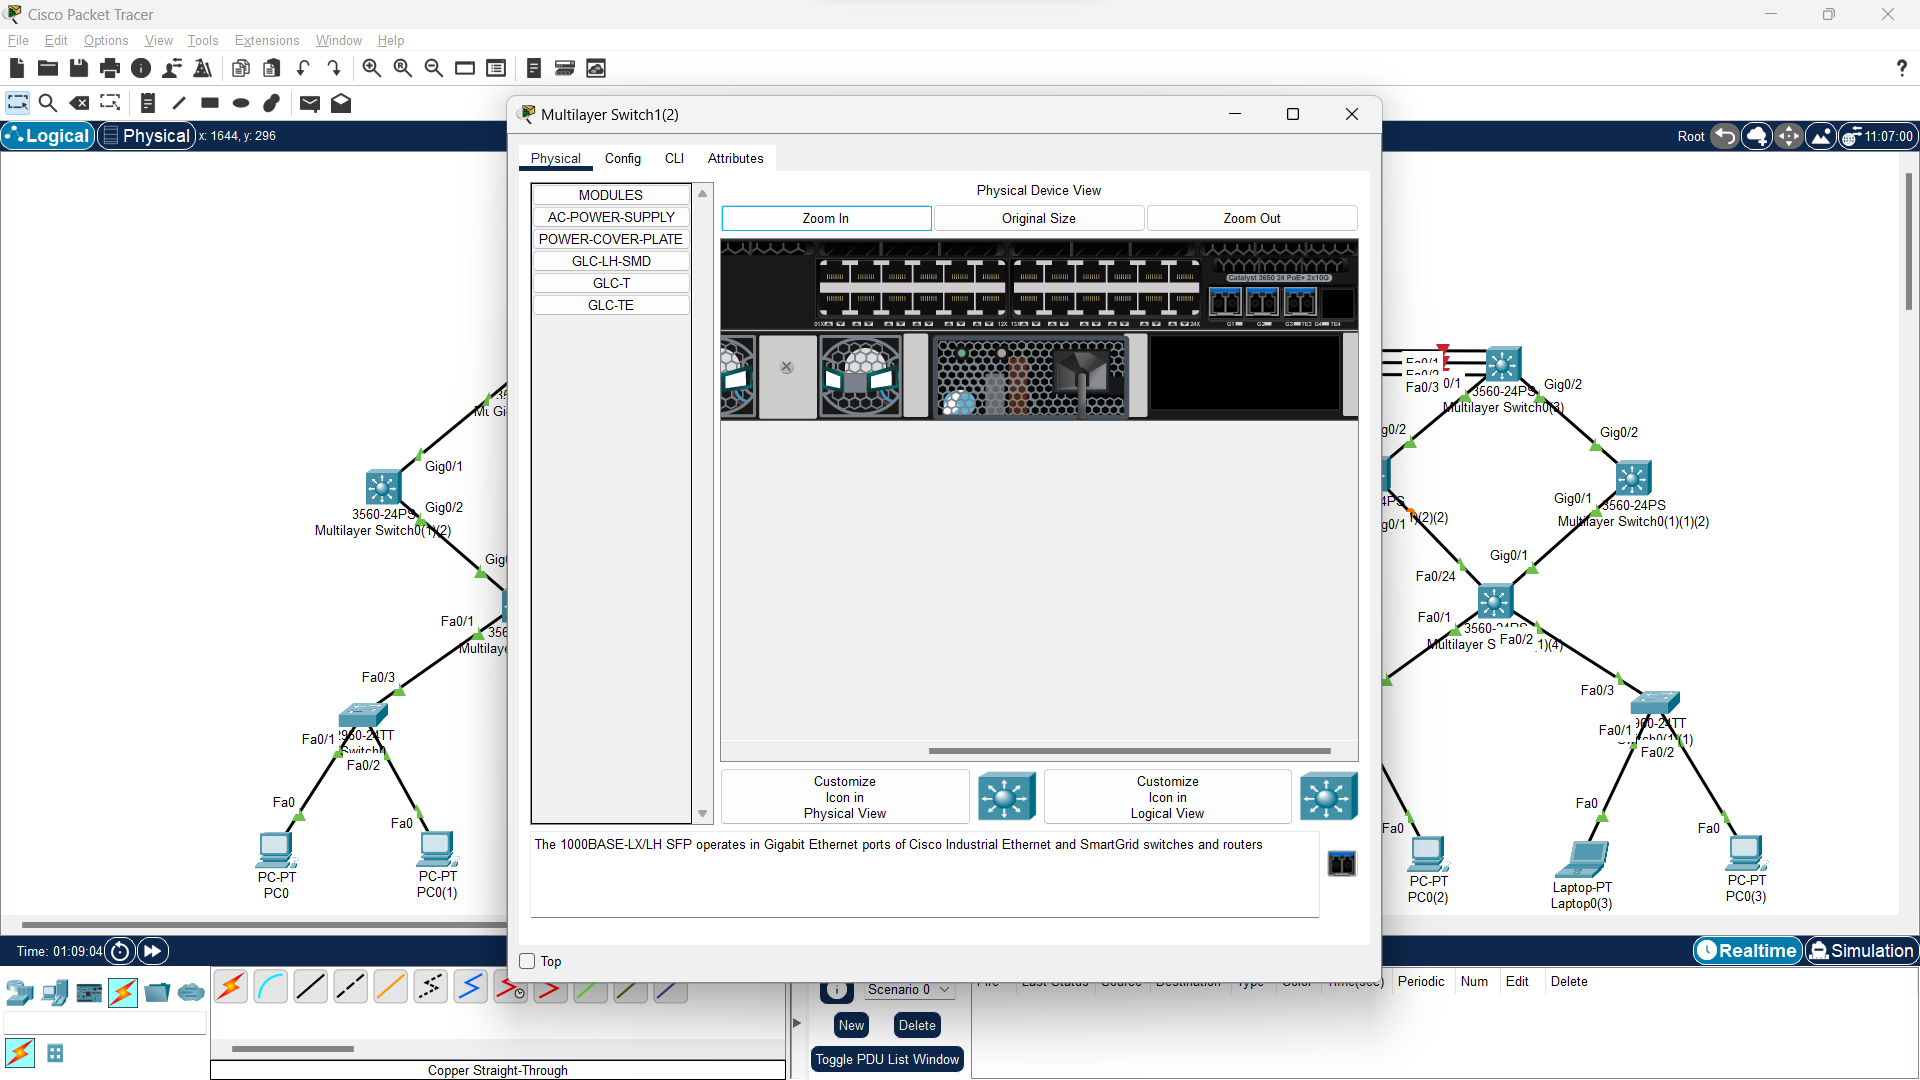 Cisco Packet Tracer
File Edit Options View Tools Extensions Window Help
Logical Physical x: 1644, y: 296
Root 11:07:00
Multilayer Switch1(2)
Physical Config CLI Attributes
MODULES
AC-POWER-SUPPLY
POWER-COVER-PLATE
GLC-LH-SMD
GLC-T
GLC-TE
Physical Device View
Zoom In Original Size Zoom Out
Catalyst 3650 24 PoE+ 2x10G
Customize
Icon in
Physical View
Customize
Icon in
Logical View
The 1000BASE-LX/LH SFP operates in Gigabit Ethernet ports of Cisco Industrial Ethernet and SmartGrid switches and routers
Top
Gig0/1
Gig0/2
3560-24PS
Multilayer Switch0(1)(2)
Fa0/1
Fa0/3
Fa0/1
Fa0/2
Fa0
Fa0
PC-PT
PC0
PC-PT
PC0(1)
Fa0/3
Gig0/2
3560-24PS
Multilayer Switch0(3)
Gig0/2
Gig0/1
3560-24PS
Multilayer Switch0(1)(1)(2)
Gig0/1
Fa0/24
Fa0/1
Fa0/2
Fa0/3
Fa0/1
Fa0/2
Fa0
Fa0
Fa0
PC-PT
PC0(2)
Laptop-PT
Laptop0(3)
PC-PT
PC0(3)
Time: 01:09:04
Realtime Simulation
Scenario 0
New Delete
Toggle PDU List Window
Periodic Num Edit Delete
Copper Straight-Through